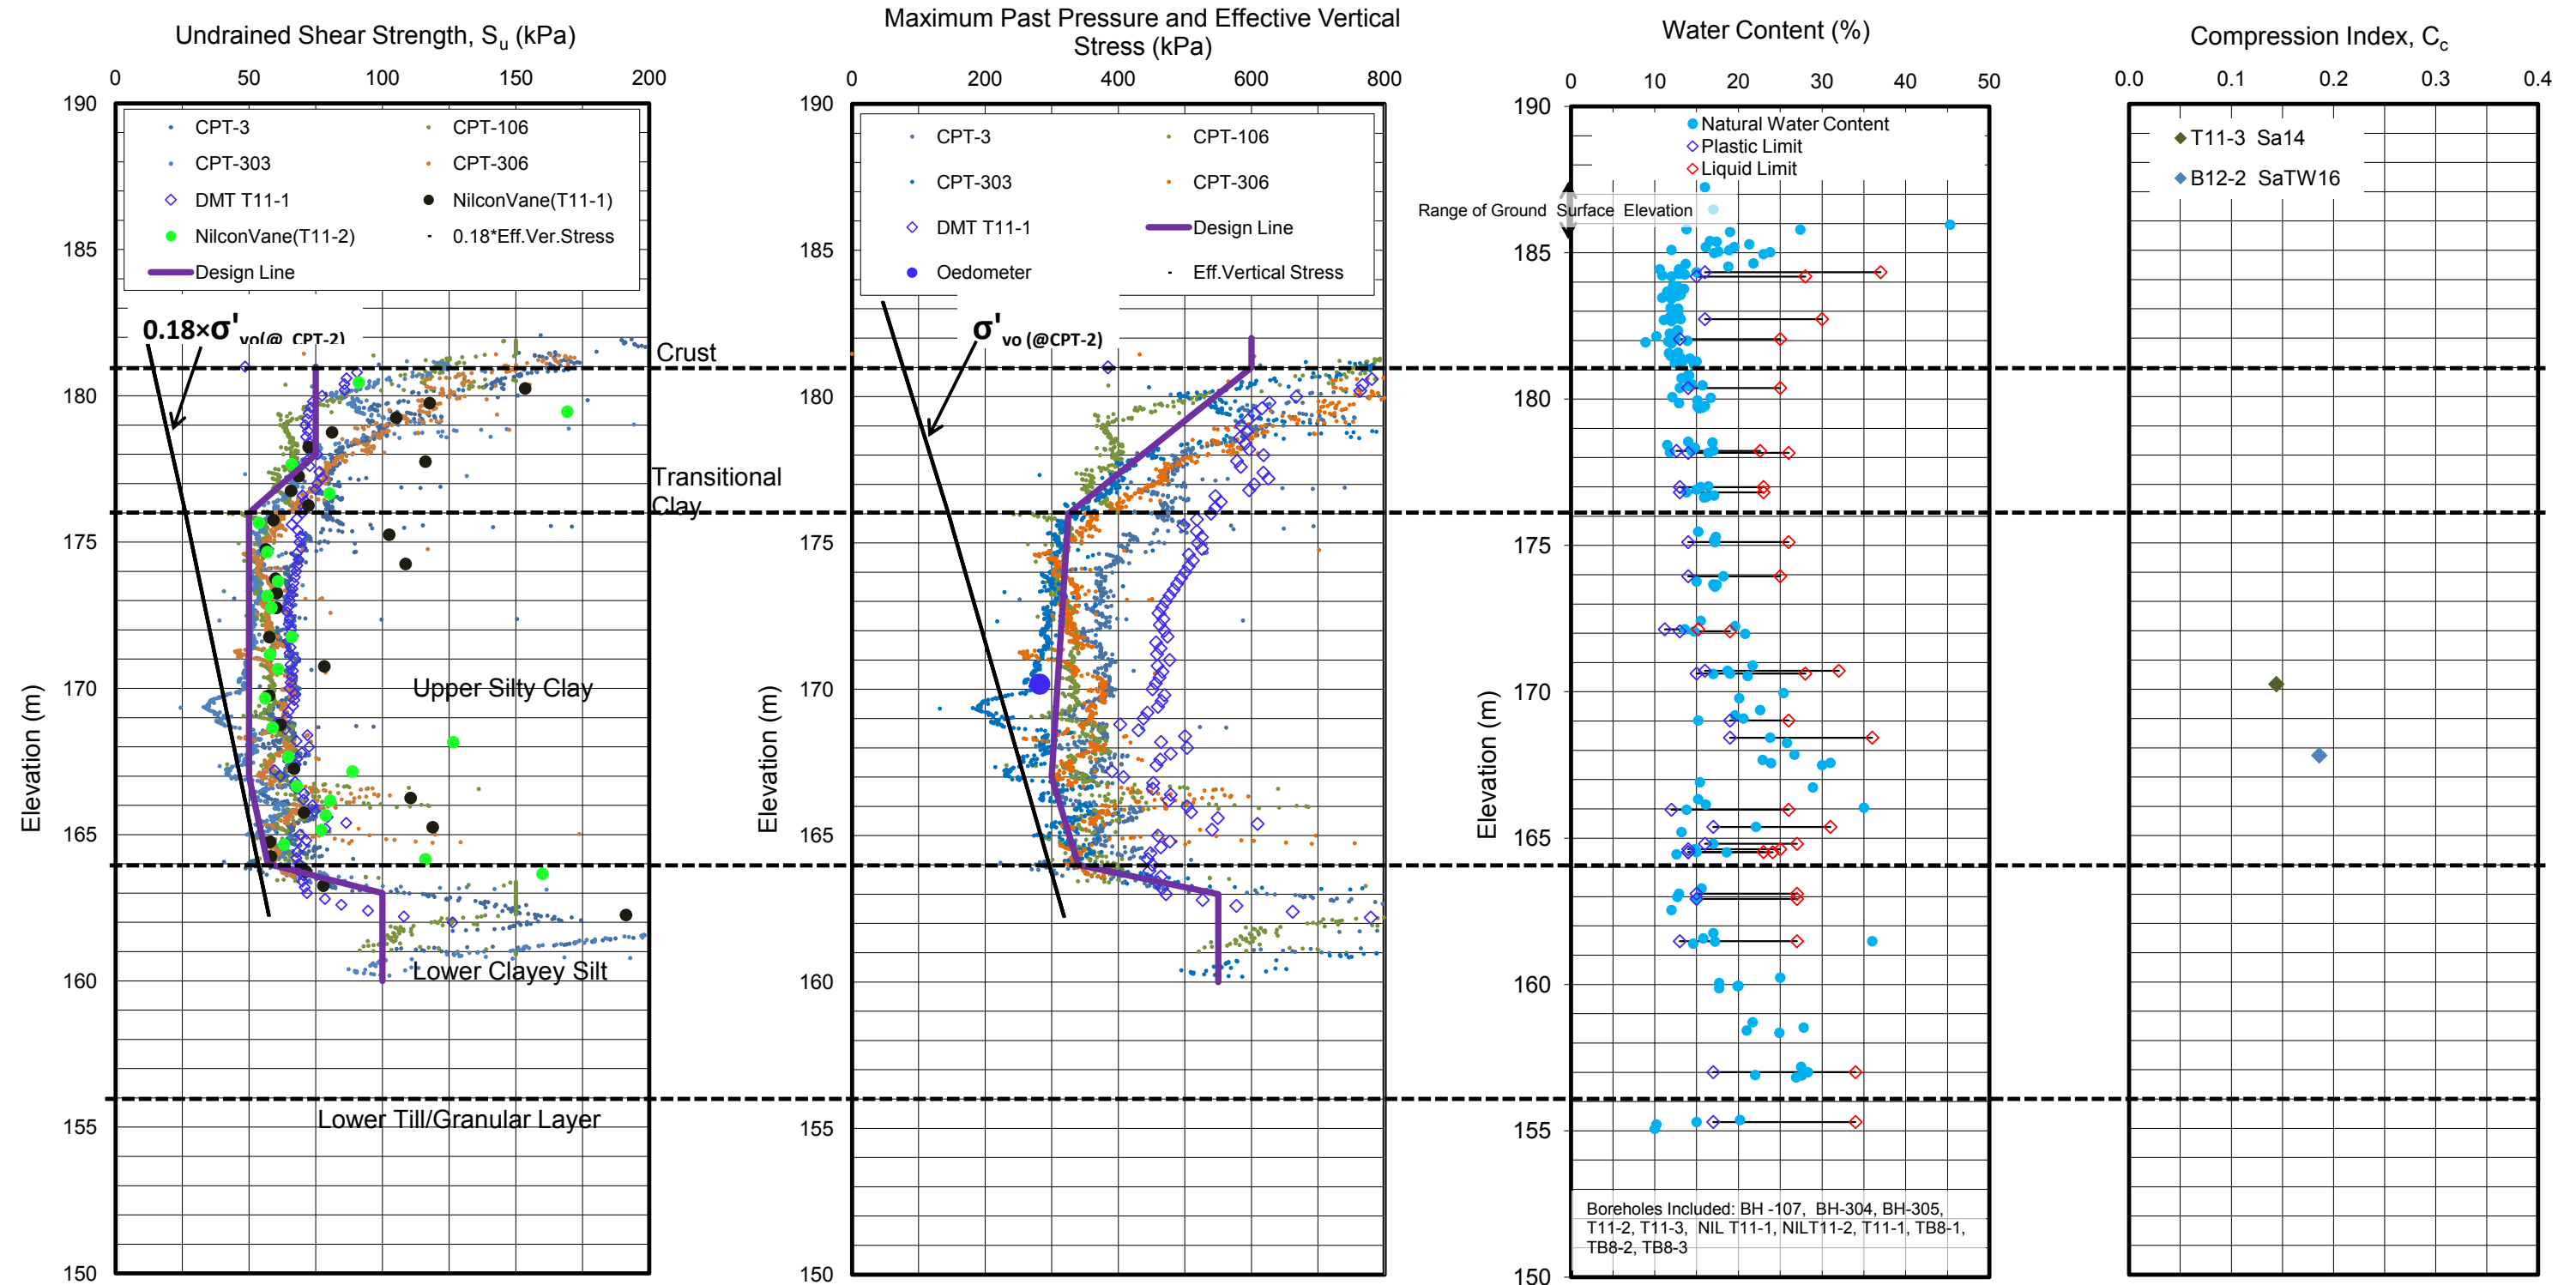 Undrained Shear Strength, Su (kPa)
0 50 100 150 200
190
185
180
175
170
165
160
155
150
Elevation (m)
CPT-3
CPT-106
CPT-303
CPT-306
DMT T11-1
NilconVane(T11-1)
NilconVane(T11-2)
0.18*Eff.Ver.Stress
Design Line
0.18×σ'vo(@ CPT-2)
Crust
Transitional
Clay
Upper Silty Clay
Lower Clayey Silt
Lower Till/Granular Layer
Maximum Past Pressure and Effective Vertical
Stress (kPa)
0 200 400 600 800
190
185
180
175
170
165
160
155
150
Elevation (m)
CPT-3
CPT-106
CPT-303
CPT-306
DMT T11-1
Design Line
Oedometer
Eff.Vertical Stress
σ'vo (@CPT-2)
Water Content (%)
0 10 20 30 40 50
190
185
180
175
170
165
160
155
150
Elevation (m)
Natural Water Content
Plastic Limit
Liquid Limit
Range of Ground Surface Elevation
Boreholes Included: BH -107, BH-304, BH-305,
T11-2, T11-3, NIL T11-1, NILT11-2, T11-1, TB8-1,
TB8-2, TB8-3
Compression Index, Cc
0.0 0.1 0.2 0.3 0.4
T11-3 Sa14
B12-2 SaTW16